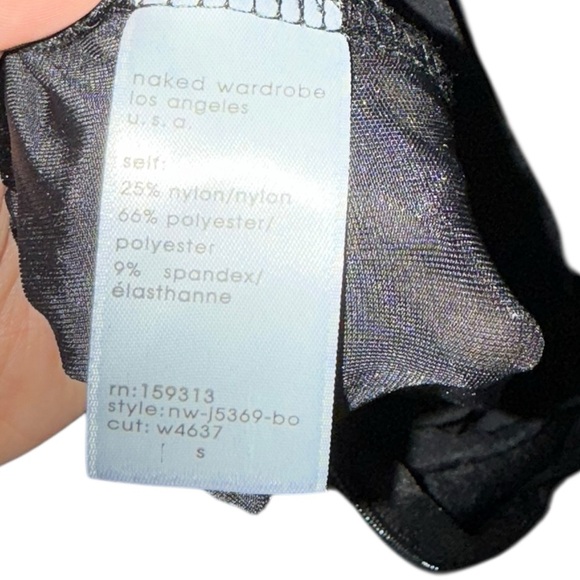 naked wardrobe
los angeles
u.s.a.
self:
25% nylon/nylon
66% polyester/
polyester
9% spandex/
élasthanne
rn:159313
style:nw-j5369-bo
cut: w4637
s